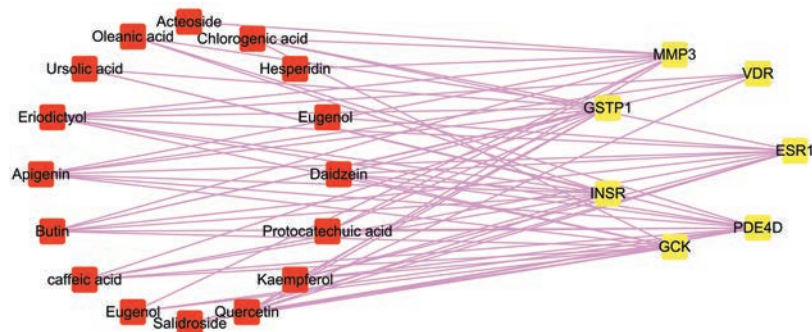 Acteoside
Oleanic acid
Chlorogenic acid
Ursolic acid
Hesperidin
Eriodictyol
Eugenol
Apigenin
Daidzein
Butin
Protocatechuic acid
caffeic acid
Kaempferol
Eugenol
Salidroside
Quercetin
MMP3
VDR
GSTP1
ESR1
INSR
PDE4D
GCK